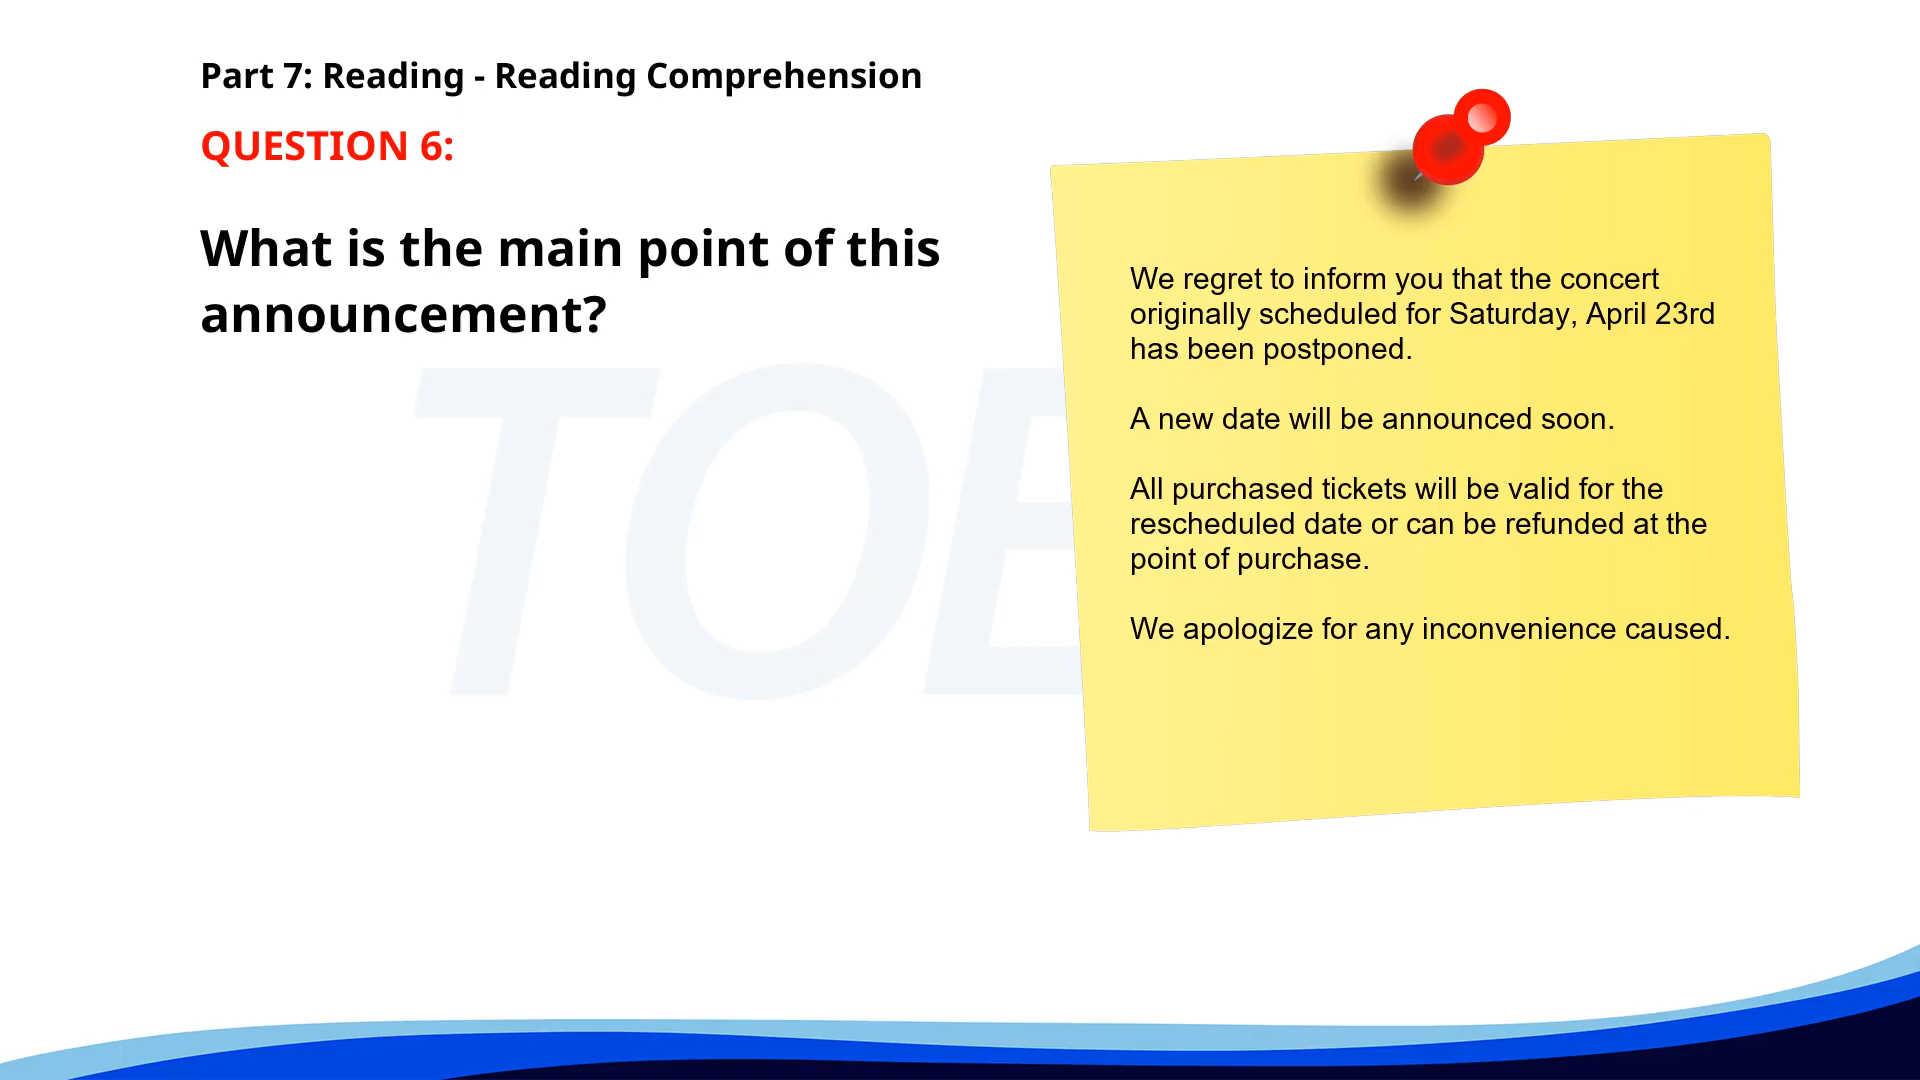 Part 7: Reading - Reading Comprehension
QUESTION 6:
What is the main point of this
announcement?
We regret to inform you that the concert
originally scheduled for Saturday, April 23rd
has been postponed.
A new date will be announced soon.
All purchased tickets will be valid for the
rescheduled date or can be refunded at the
point of purchase.
We apologize for any inconvenience caused.